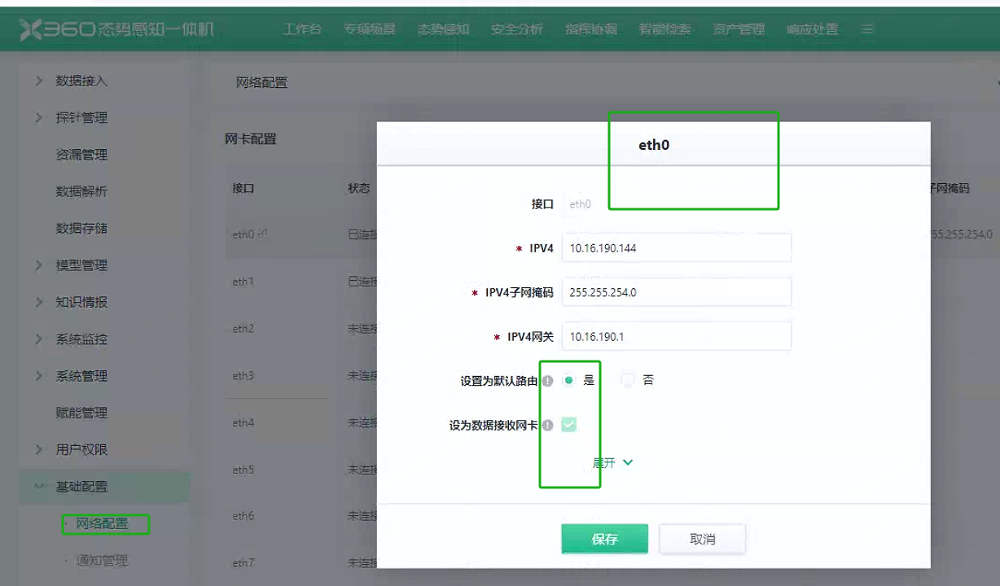 360态势感知一体机 工作台 专项场景 态势感知 安全分析 指挥协调 智能检索 资产管理 响应处置
数据接入
探针管理
资漏管理
数据解析
数据存储
模型管理
知识情报
系统监控
系统管理
赋能管理
用户权限
基础配置
网络配置
通知管理
网络配置
网卡配置
接口 状态 子网掩码
eth0 已连接 255.255.254.0
eth1 已连接
eth2 未连接
eth3 未连接
eth4 未连接
eth5 未连接
eth6 未连接
eth7 未连接
eth0
接口 eth0
* IPV4 10.16.190.144
* IPV4子网掩码 255.255.254.0
* IPV4网关 10.16.190.1
设置为默认路由 是 否
设为数据接收网卡
展开
保存 取消